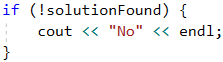 if (!solutionFound) {
    cout << "No" << endl;
}